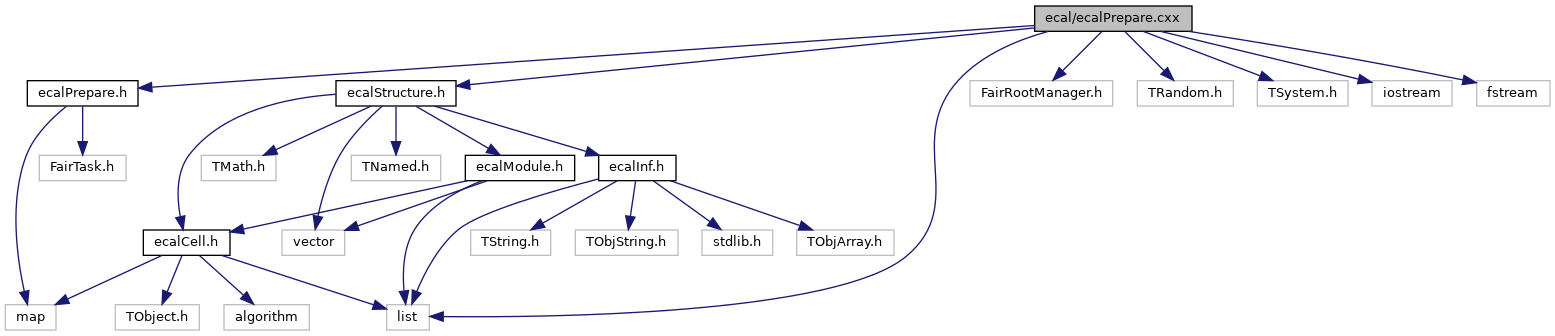 ecal/ecalPrepare.cxx
ecalPrepare.h
ecalStructure.h
FairRootManager.h
TRandom.h
TSystem.h
iostream
fstream
FairTask.h
TMath.h
TNamed.h
ecalModule.h
ecalInf.h
ecalCell.h
vector
TString.h
TObjString.h
stdlib.h
TObjArray.h
map
TObject.h
algorithm
list